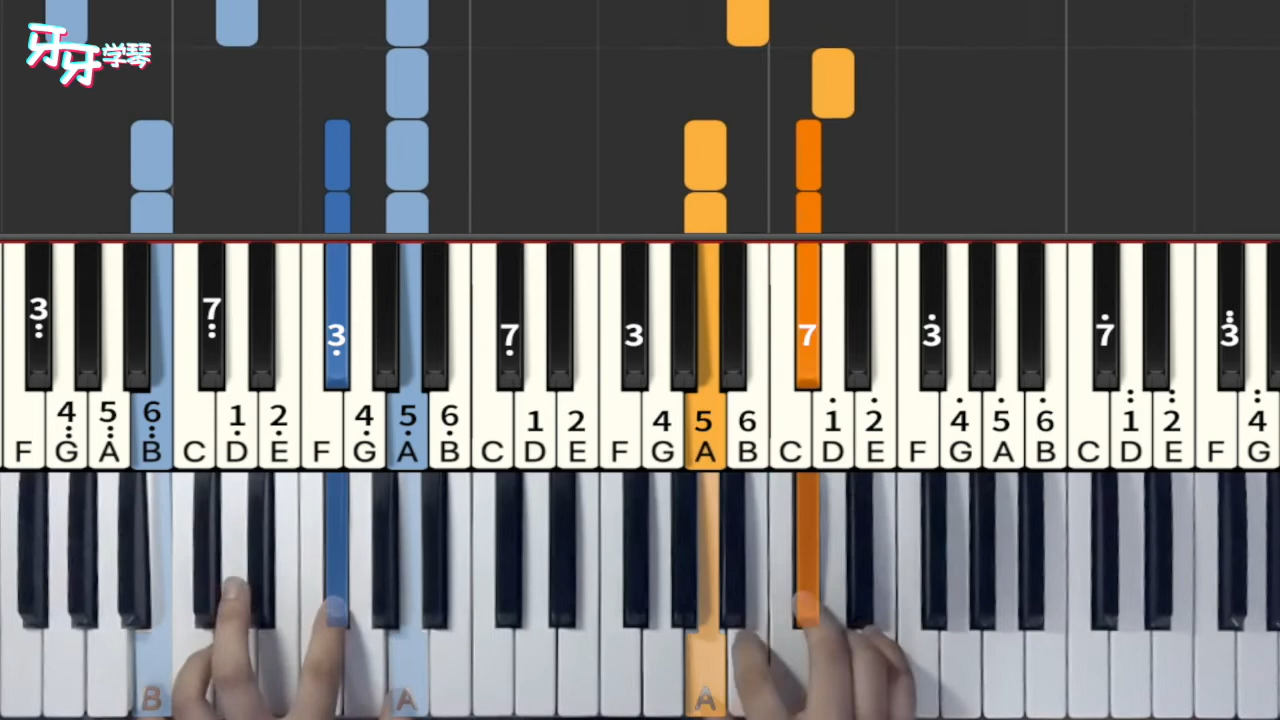 牙牙学琴
3 7 3 7 3 7 3 7 3
4 5 6 1 2 4 5 6 1 2 4 5 6 1 2 4 5 6 1 2 4
F G A B C D E F G A B C D E F G A B C D E F G A B C D E F G
B A A